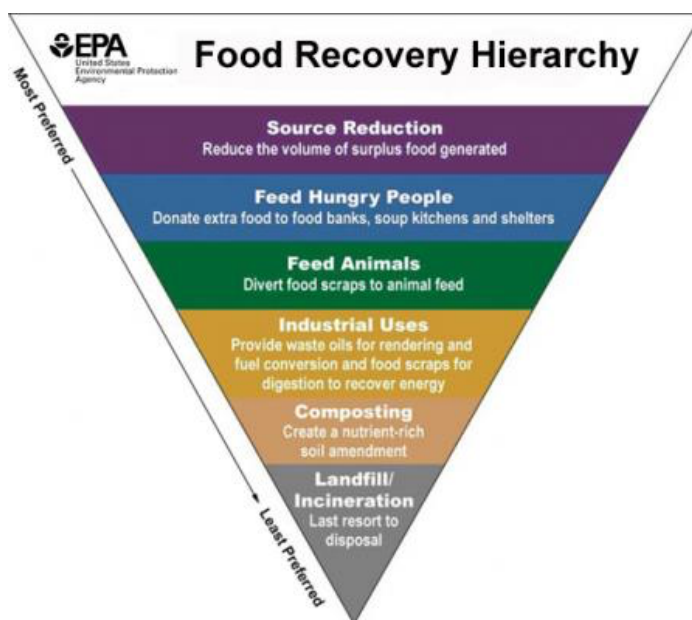 EPA
United States
Environmental Protection
Agency
Food Recovery Hierarchy
Most Preferred
Source Reduction
Reduce the volume of surplus food generated
Feed Hungry People
Donate extra food to food banks, soup kitchens and shelters
Feed Animals
Divert food scraps to animal feed
Industrial Uses
Provide waste oils for rendering and
fuel conversion and food scraps for
digestion to recover energy
Composting
Create a nutrient-rich
soil amendment
Landfill/
Incineration
Last resort to
disposal
Least Preferred